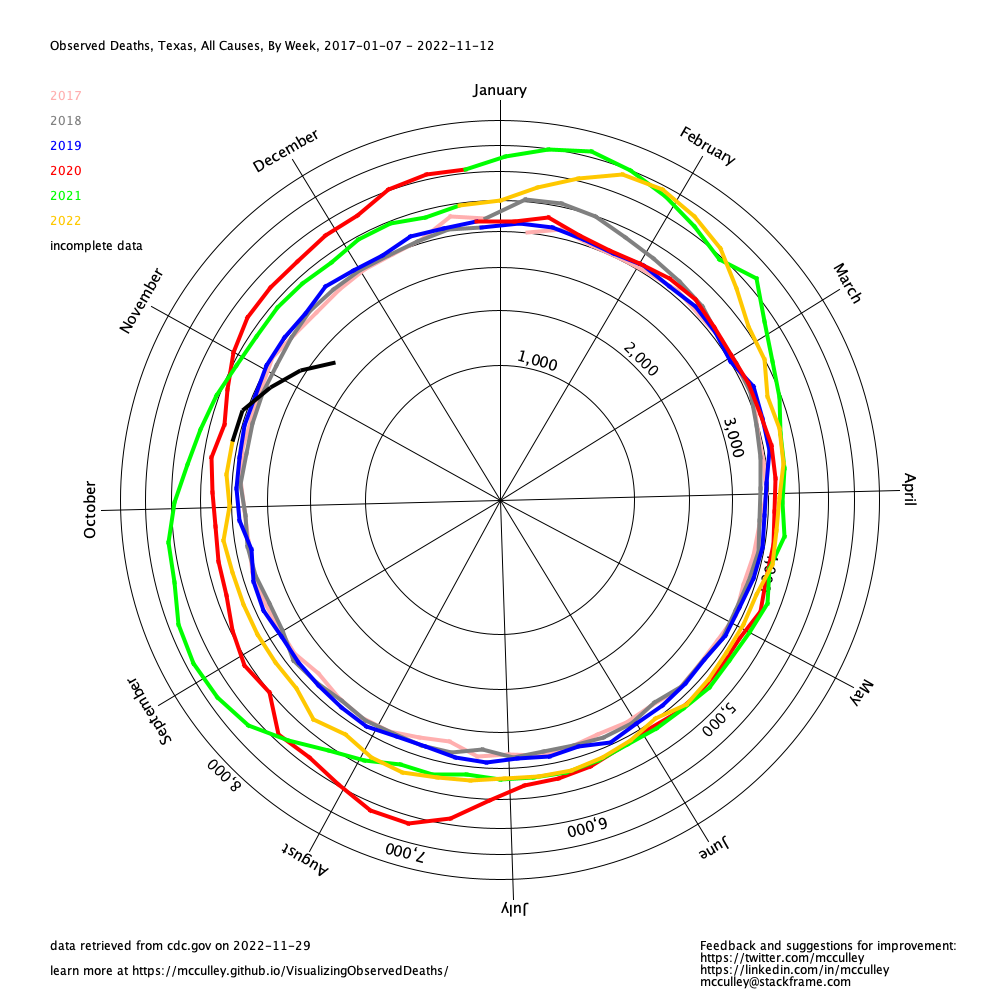 Observed Deaths, Texas, All Causes, By Week, 2017-01-07 - 2022-11-12
January
2017
2018
2019
2020
2021
2022
incomplete data
December
February
November
March
1,000
2,000
3,000
October
April
5,000
September
May
8,000
6,000
7,000
August
June
July
data retrieved from cdc.gov on 2022-11-29
learn more at https://mcculley.github.io/VisualizingObservedDeaths/
Feedback and suggestions for improvement:
https://twitter.com/mcculley
https://linkedin.com/in/mcculley
mcculley@stackframe.com